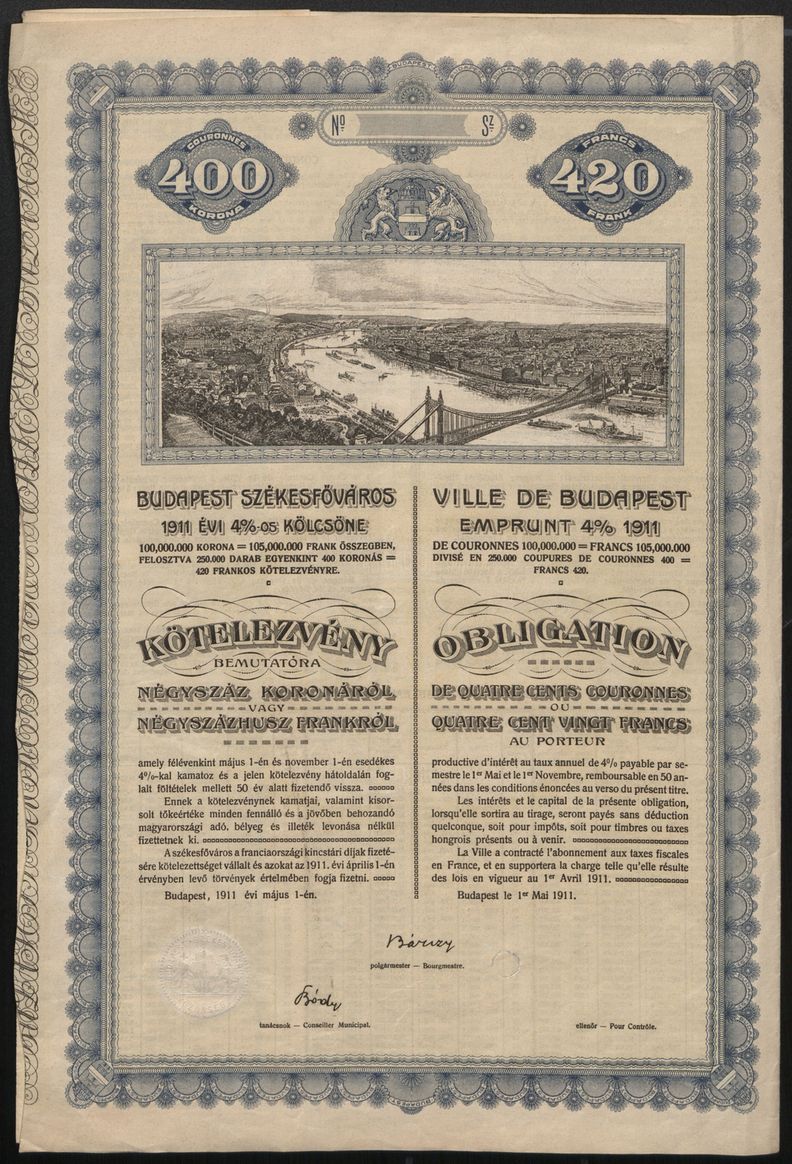 BUDAPEST
Nº Sz
COURONNES
400
KORONA
FRANCS
420
FRANK
BUDAPEST SZÉKESFŐVÁROS
1911 ÉVI 4%-OS KÖLCSÖNE
100,000.000 KORONA = 105,000.000 FRANK ÖSSZEGBEN,
FELOSZTVA 250.000 DARAB EGYENKINT 400 KORONÁS =
420 FRANKOS KÖTELEZVÉNYRE.
KÖTELEZVÉNY
BEMUTATÓRA
NÉGYSZÁZ KORONÁRÓL
VAGY
NÉGYSZÁZHUSZ FRANKRÓL
amely félévenkint május 1-én és november 1-én esedékes
4%-kal kamatoz és a jelen kötelezvény hátoldalán fog-
lalt föltételek mellett 50 év alatt fizetendő vissza.
Ennek a kötelezvénynek kamatjai, valamint kisor-
solt tőkeértéke minden fennálló és a jövőben behozandó
magyarországi adó, bélyeg és illeték levonása nélkül
fizettetnek ki.
A székesfőváros a franciaországi kincstári díjak fizeté-
sére kötelezettséget vállalt és azokat az 1911. évi április 1-én
érvényben levő törvények értelmében fogja fizetni.
Budapest, 1911 évi május 1-én.
VILLE DE BUDAPEST
EMPRUNT 4% 1911
DE COURONNES 100,000.000 = FRANCS 105,000.000
DIVISÉ EN 250.000 COUPURES DE COURONNES 400 =
FRANCS 420.
OBLIGATION
DE QUATRE CENTS COURONNES
OU
QUATRE CENT VINGT FRANCS
AU PORTEUR
productive d'intérêt au taux annuel de 4% payable par se-
mestre le 1er Mai et le 1er Novembre, remboursable en 50 an-
nées dans les conditions énoncées au verso du présent titre.
Les intérêts et le capital de la présente obligation,
lorsqu'elle sortira au tirage, seront payés sans déduction
quelconque, soit pour impôts, soit pour timbres ou taxes
hongrois présents ou à venir.
La Ville a contracté l'abonnement aux taxes fiscales
en France, et en supportera la charge telle qu'elle résulte
des lois en vigueur au 1er Avril 1911.
Budapest le 1er Mai 1911.
Bárczy
polgármester — Bourgmestre.
Bódy
tanácsnok — Conseiller Municipal.
ellenőr — Pour Contrôle.
BUDAPEST